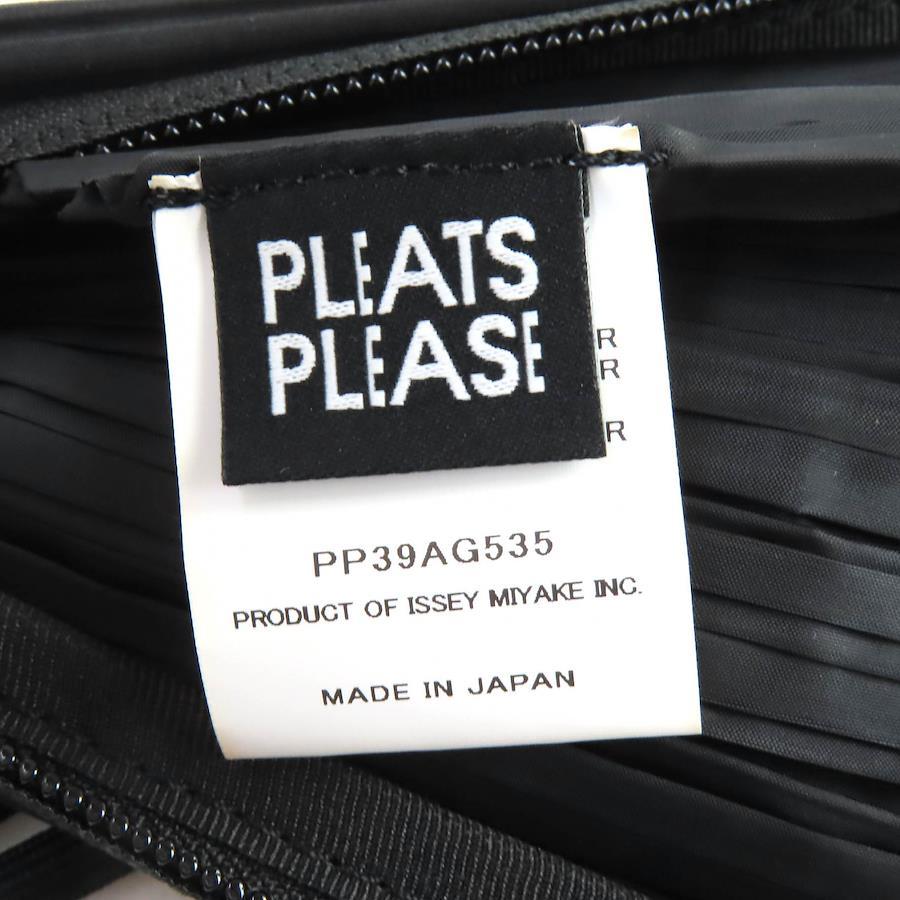 PLEATS
PLEASE
R
R
R
PP39AG535
PRODUCT OF ISSEY MIYAKE INC.
MADE IN JAPAN